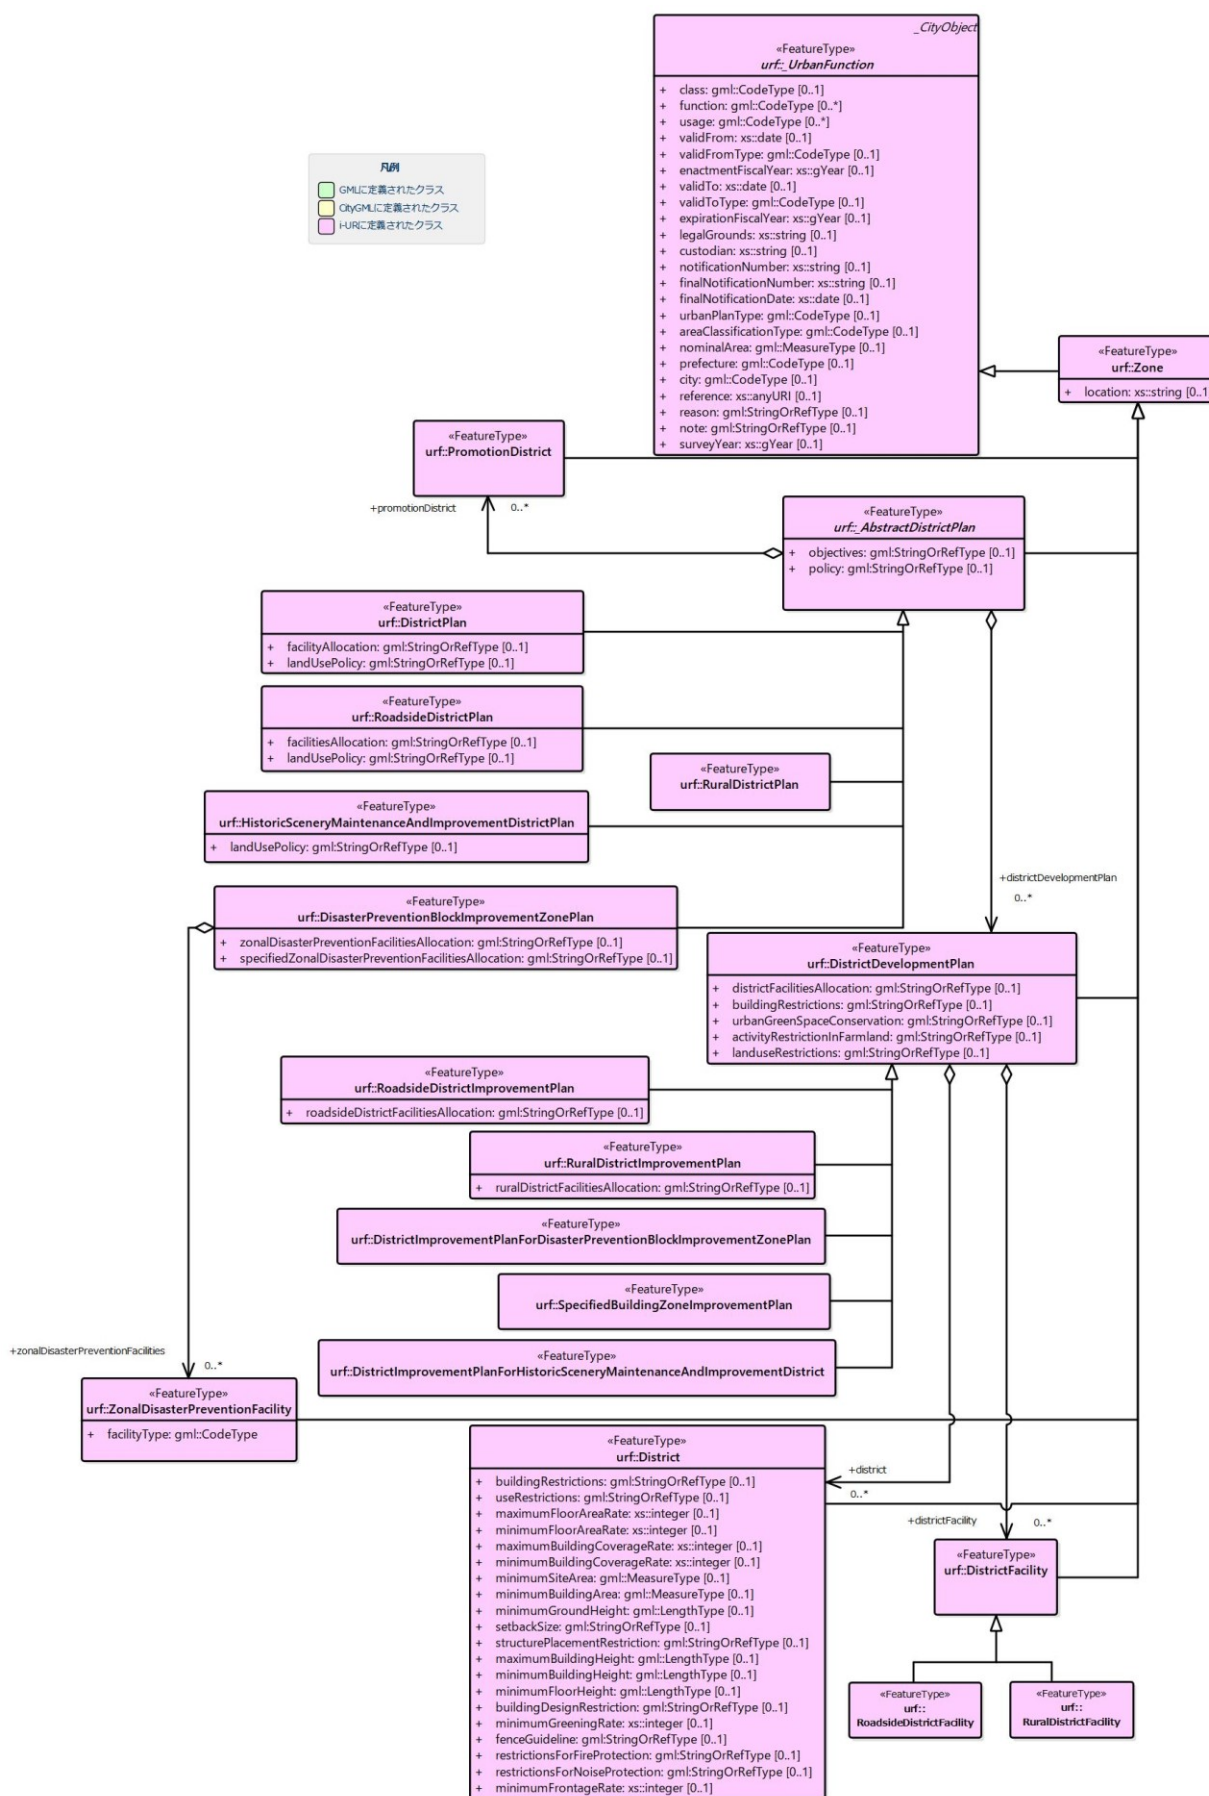 _CityObject
«FeatureType»
urf::_UrbanFunction
+ class: gml::CodeType [0..1]
+ function: gml::CodeType [0..*]
+ usage: gml::CodeType [0..*]
+ validFrom: xs::date [0..1]
+ validFromType: gml::CodeType [0..1]
+ enactmentFiscalYear: xs::gYear [0..1]
+ validTo: xs::date [0..1]
+ validToType: gml::CodeType [0..1]
+ expirationFiscalYear: xs::gYear [0..1]
+ legalGrounds: xs::string [0..1]
+ custodian: xs::string [0..1]
+ notificationNumber: xs::string [0..1]
+ finalNotificationNumber: xs::string [0..1]
+ finalNotificationDate: xs::date [0..1]
+ urbanPlanType: gml::CodeType [0..1]
+ areaClassificationType: gml::CodeType [0..1]
+ nominalArea: gml::MeasureType [0..1]
+ prefecture: gml::CodeType [0..1]
+ city: gml::CodeType [0..1]
+ reference: xs::anyURI [0..1]
+ reason: gml:StringOrRefType [0..1]
+ note: gml:StringOrRefType [0..1]
+ surveyYear: xs::gYear [0..1]
凡例
GMLに定義されたクラス
CityGMLに定義されたクラス
i-URに定義されたクラス
«FeatureType»
urf::Zone
+ location: xs::string [0..1
«FeatureType»
urf::PromotionDistrict
+promotionDistrict
0..*
«FeatureType»
urf::_AbstractDistrictPlan
+ objectives: gml:StringOrRefType [0..1]
+ policy: gml:StringOrRefType [0..1]
«FeatureType»
urf::DistrictPlan
+ facilityAllocation: gml:StringOrRefType [0..1]
+ landUsePolicy: gml:StringOrRefType [0..1]
«FeatureType»
urf::RoadsideDistrictPlan
+ facilitiesAllocation: gml:StringOrRefType [0..1]
+ landUsePolicy: gml:StringOrRefType [0..1]
«FeatureType»
urf::RuralDistrictPlan
«FeatureType»
urf::HistoricSceneryMaintenanceAndImprovementDistrictPlan
+ landUsePolicy: gml:StringOrRefType [0..1]
+districtDevelopmentPlan
0..*
«FeatureType»
urf::DisasterPreventionBlockImprovementZonePlan
+ zonalDisasterPreventionFacilitiesAllocation: gml:StringOrRefType [0..1]
+ specifiedZonalDisasterPreventionFacilitiesAllocation: gml:StringOrRefType [0..1]
«FeatureType»
urf::DistrictDevelopmentPlan
+ districtFacilitiesAllocation: gml:StringOrRefType [0..1]
+ buildingRestrictions: gml:StringOrRefType [0..1]
+ urbanGreenSpaceConservation: gml:StringOrRefType [0..1]
+ activityRestrictionInFarmland: gml:StringOrRefType [0..1]
+ landuseRestrictions: gml:StringOrRefType [0..1]
«FeatureType»
urf::RoadsideDistrictImprovementPlan
+ roadsideDistrictFacilitiesAllocation: gml:StringOrRefType [0..1]
«FeatureType»
urf::RuralDistrictImprovementPlan
+ ruralDistrictFacilitiesAllocation: gml:StringOrRefType [0..1]
«FeatureType»
urf::DistrictImprovementPlanForDisasterPreventionBlockImprovementZonePlan
«FeatureType»
urf::SpecifiedBuildingZoneImprovementPlan
«FeatureType»
urf::DistrictImprovementPlanForHistoricSceneryMaintenanceAndImprovementDistrict
+zonalDisasterPreventionFacilities
0..*
«FeatureType»
urf::ZonalDisasterPreventionFacility
+ facilityType: gml::CodeType
«FeatureType»
urf::District
+ buildingRestrictions: gml:StringOrRefType [0..1]
+ useRestrictions: gml:StringOrRefType [0..1]
+ maximumFloorAreaRate: xs::integer [0..1]
+ minimumFloorAreaRate: xs::integer [0..1]
+ maximumBuildingCoverageRate: xs::integer [0..1]
+ minimumBuildingCoverageRate: xs::integer [0..1]
+ minimumSiteArea: gml::MeasureType [0..1]
+ minimumBuildingArea: gml::MeasureType [0..1]
+ minimumGroundHeight: gml::LengthType [0..1]
+ setbackSize: gml:StringOrRefType [0..1]
+ structurePlacementRestriction: gml:StringOrRefType [0..1]
+ maximumBuildingHeight: gml::LengthType [0..1]
+ minimumBuildingHeight: gml::LengthType [0..1]
+ minimumFloorHeight: gml::LengthType [0..1]
+ buildingDesignRestriction: gml:StringOrRefType [0..1]
+ minimumGreeningRate: xs::integer [0..1]
+ fenceGuideline: gml:StringOrRefType [0..1]
+ restrictionsForFireProtection: gml:StringOrRefType [0..1]
+ restrictionsForNoiseProtection: gml:StringOrRefType [0..1]
+ minimumFrontageRate: xs::integer [0..1]
+district
0..*
+districtFacility
0..*
«FeatureType»
urf::DistrictFacility
«FeatureType»
urf::
RoadsideDistrictFacility
«FeatureType»
urf::
RuralDistrictFacility